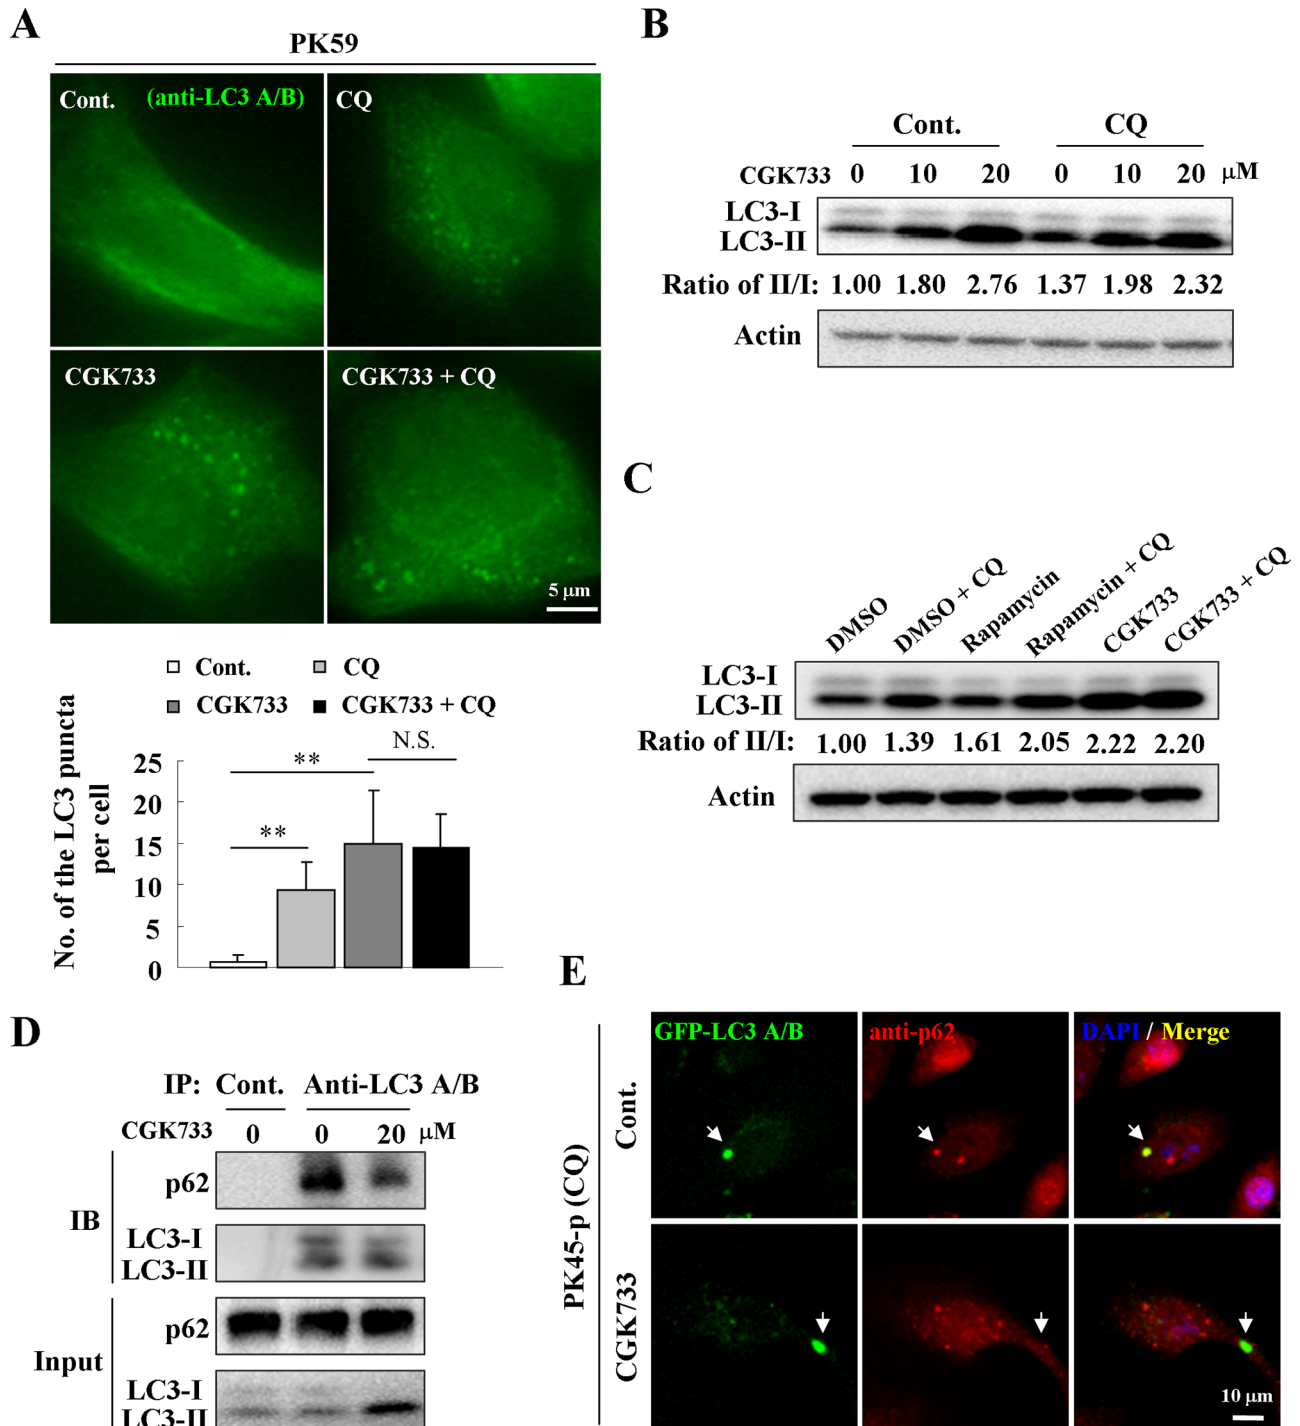 A
PK59
Cont. (anti-LC3 A/B)
CQ
CGK733
CGK733 + CQ
5 μm
Cont.
CQ
CGK733
CGK733 + CQ
No. of the LC3 puncta
per cell
25
20
15
10
5
0
**
**
N.S.
B
Cont. CQ
CGK733 0 10 20 0 10 20 μM
LC3-I
LC3-II
Ratio of II/I: 1.00 1.80 2.76 1.37 1.98 2.32
Actin
C
DMSO
DMSO + CQ
Rapamycin
Rapamycin + CQ
CGK733
CGK733 + CQ
LC3-I
LC3-II
Ratio of II/I: 1.00 1.39 1.61 2.05 2.22 2.20
Actin
D
IP: Cont. Anti-LC3 A/B
CGK733 0 0 20 μM
IB
p62
LC3-I
LC3-II
Input
p62
LC3-I
LC3-II
E
PK45-p (CQ)
GFP-LC3 A/B
anti-p62
DAPI / Merge
Cont.
CGK733
10 μm